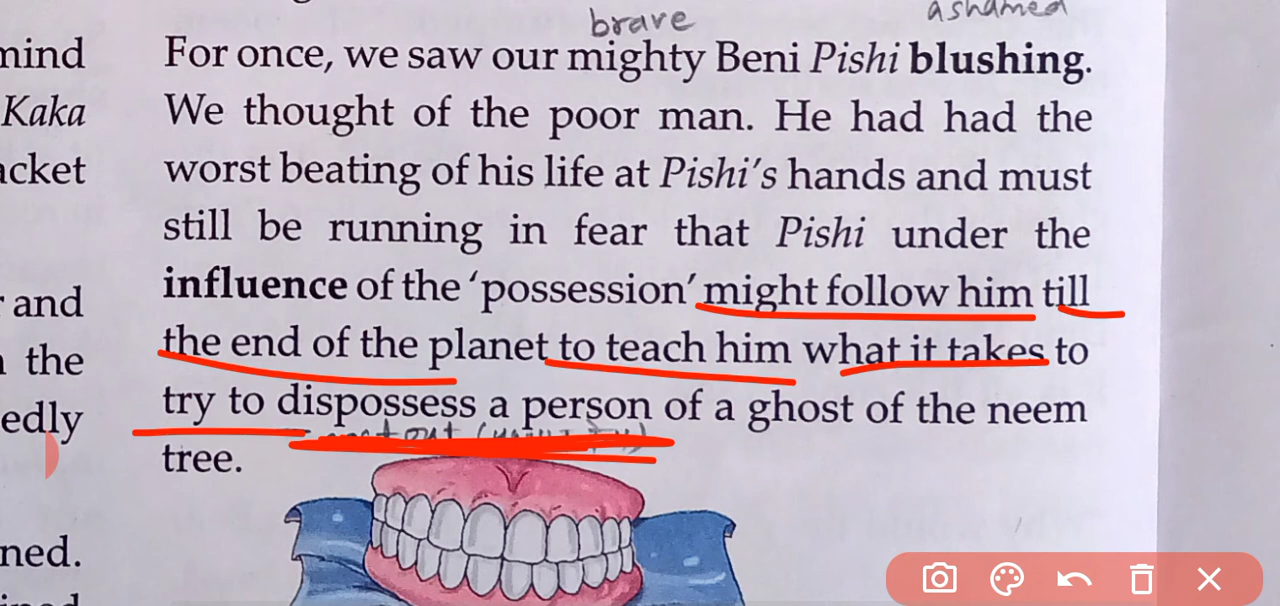 brave
ashamed
mind
For once, we saw our mighty Beni Pishi blushing.
Kaka
We thought of the poor man. He had had the
acket
worst beating of his life at Pishi's hands and must
still be running in fear that Pishi under the
and
influence of the 'possession' might follow him till
the
the end of the planet to teach him what it takes to
edly
try to dispossess a person of a ghost of the neem
tree.
ned.